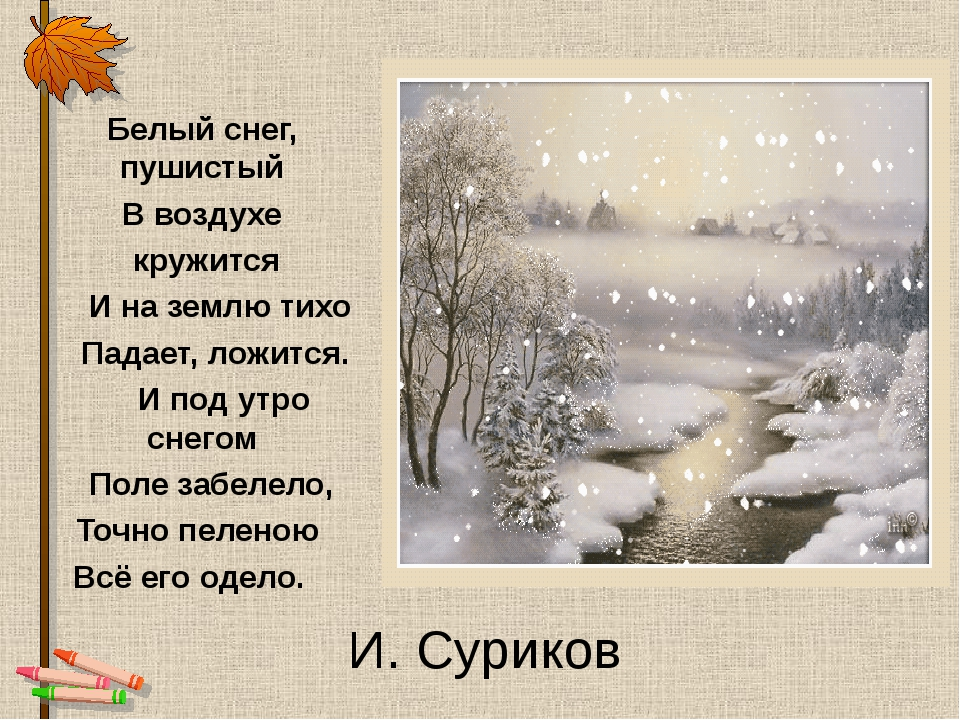 Белый снег,
пушистый
В воздухе
кружится
И на землю тихо
Падает, ложится.
И под утро
снегом
Поле забелело,
Точно пеленою
Всё его одело.
И. Суриков